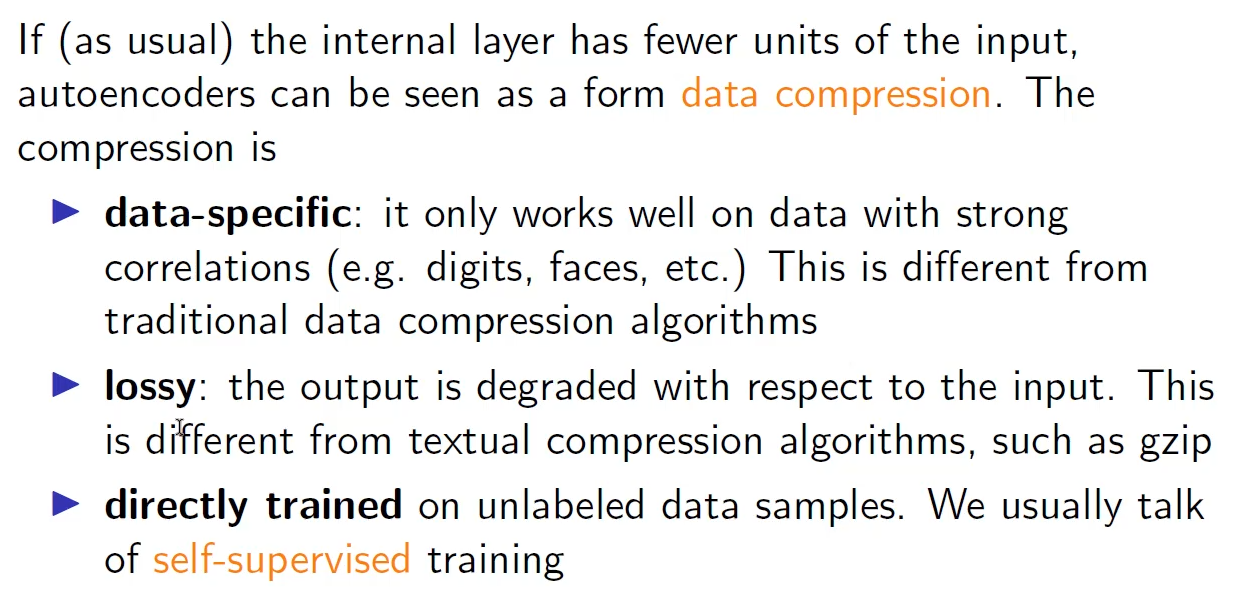 If (as usual) the internal layer has fewer units of the input,
autoencoders can be seen as a form data compression. The
compression is
data-specific: it only works well on data with strong
correlations (e.g. digits, faces, etc.) This is different from
traditional data compression algorithms
lossy: the output is degraded with respect to the input. This
is different from textual compression algorithms, such as gzip
directly trained on unlabeled data samples. We usually talk
of self-supervised training